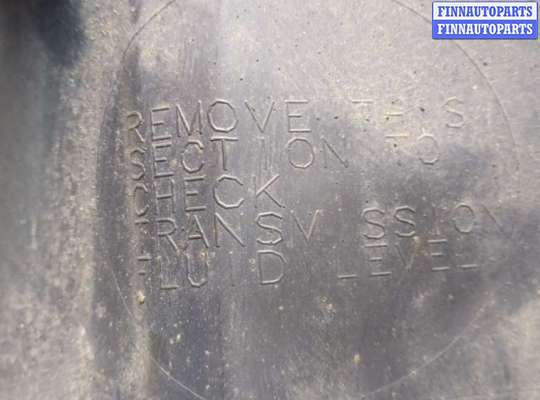 FINNAUTOPARTS
FINNAUTOPARTS
REMOVE THIS
SECTION TO
CHECK
TRANSMISSION
FLUID LEVEL